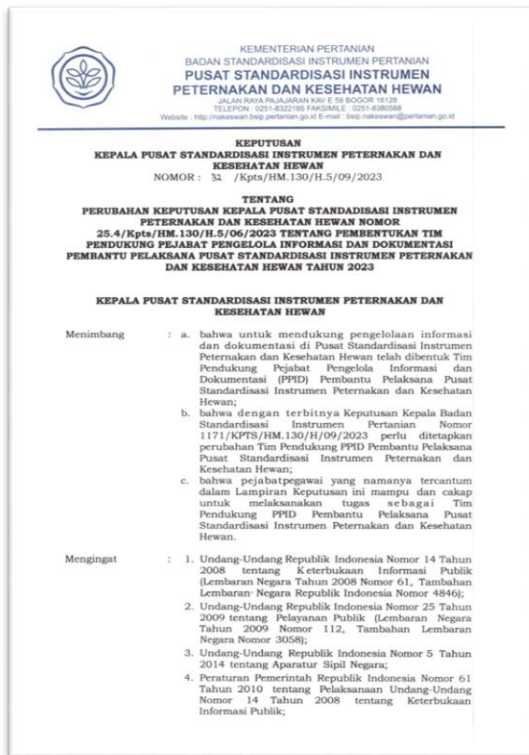 KEMENTERIAN PERTANIAN
BADAN STANDARDISASI INSTRUMEN PERTANIAN
PUSAT STANDARDISASI INSTRUMEN
PETERNAKAN DAN KESEHATAN HEWAN
JALAN RAYA PAJAJARAN KAV E 59 BOGOR 16128
TELEPON : 0251-8322185 FAKSIMILE : 0251-8380588
Website : http://nakeswan.bsip.pertanian.go.id E-mail : bsip.nakeswan@pertanian.go.id
KEPUTUSAN
KEPALA PUSAT STANDARDISASI INSTRUMEN PETERNAKAN DAN
KESEHATAN HEWAN
NOMOR : 32 /Kpts/HM.130/H.5/09/2023
TENTANG
PERUBAHAN KEPUTUSAN KEPALA PUSAT STANDADISASI INSTRUMEN
PETERNAKAN DAN KESEHATAN HEWAN NOMOR
25.4/Kpts/HM.130/H.5/06/2023 TENTANG PEMBENTUKAN TIM
PENDUKUNG PEJABAT PENGELOLA INFORMASI DAN DOKUMENTASI
PEMBANTU PELAKSANA PUSAT STANDARDISASI INSTRUMEN PETERNAKAN
DAN KESEHATAN HEWAN TAHUN 2023
KEPALA PUSAT STANDARDISASI INSTRUMEN PETERNAKAN DAN
KESEHATAN HEWAN
Menimbang : a. bahwa untuk mendukung pengelolaan informasi
dan dokumentasi di Pusat Standardisasi Instrumen
Peternakan dan Kesehatan Hewan telah dibentuk Tim
Pendukung Pejabat Pengelola Informasi dan
Dokumentasi (PPID) Pembantu Pelaksana Pusat
Standardisasi Instrumen Peternakan dan Kesehatan
Hewan;
b. bahwa dengan terbitnya Keputusan Kepala Badan
Standardisasi Instrumen Pertanian Nomor
1171/KPTS/HM.130/H/09/2023 perlu ditetapkan
perubahan Tim Pendukung PPID Pembantu Pelaksana
Pusat Standardisasi Instrumen Peternakan dan
Kesehatan Hewan;
c. bahwa pejabatpegawai yang namanya tercantum
dalam Lampiran Keputusan ini mampu dan cakap
untuk melaksanakan tugas sebagai Tim
Pendukung PPID Pembantu Pelaksana Pusat
Standardisasi Instrumen Peternakan dan Kesehatan
Hewan.
Mengingat : 1. Undang-Undang Republik Indonesia Nomor 14 Tahun
2008 tentang Keterbukaan Informasi Publik
(Lembaran Negara Tahun 2008 Nomor 61, Tambahan
Lembaran Negara Republik Indonesia Nomor 4846);
2. Undang-Undang Republik Indonesia Nomor 25 Tahun
2009 tentang Pelayanan Publik (Lembaran Negara
Tahun 2009 Nomor 112, Tambahan Lembaran
Negara Nomor 3058);
3. Undang-Undang Republik Indonesia Nomor 5 Tahun
2014 tentang Aparatur Sipil Negara;
4. Peraturan Pemerintah Republik Indonesia Nomor 61
Tahun 2010 tentang Pelaksanaan Undang-Undang
Nomor 14 Tahun 2008 tentang Keterbukaan
Informasi Publik;